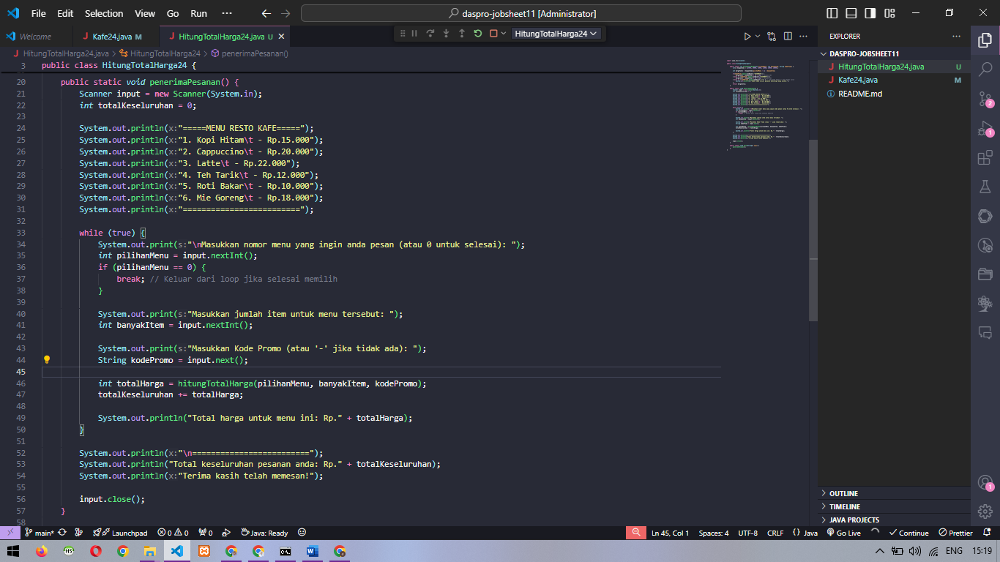 File Edit Selection View Go Run ··· daspro-jobsheet11 [Administrator]
Welcome Kafe24.java M HitungTotalHarga24.java U HitungTotalHarga24
HitungTotalHarga24.java > HitungTotalHarga24 > penerimaPesanan()
3 public class HitungTotalHarga24 {
20 public static void penerimaPesanan() {
21 Scanner input = new Scanner(System.in);
22 int totalKeseluruhan = 0;
23
24 System.out.println(x:"=====MENU RESTO KAFE=====");
25 System.out.println(x:"1. Kopi Hitam\t - Rp.15.000");
26 System.out.println(x:"2. Cappuccino\t - Rp.20.000");
27 System.out.println(x:"3. Latte\t - Rp.22.000");
28 System.out.println(x:"4. Teh Tarik\t - Rp.12.000");
29 System.out.println(x:"5. Roti Bakar\t - Rp.10.000");
30 System.out.println(x:"6. Mie Goreng\t - Rp.18.000");
31 System.out.println(x:"=========================");
32
33 while (true) {
34 System.out.print(s:"\nMasukkan nomor menu yang ingin anda pesan (atau 0 untuk selesai): ");
35 int pilihanMenu = input.nextInt();
36 if (pilihanMenu == 0) {
37 break; // Keluar dari loop jika selesai memilih
38 }
39
40 System.out.print(s:"Masukkan jumlah item untuk menu tersebut: ");
41 int banyakItem = input.nextInt();
42
43 System.out.print(s:"Masukkan Kode Promo (atau '-' jika tidak ada): ");
44 String kodePromo = input.next();
45
46 int totalHarga = hitungTotalHarga(pilihanMenu, banyakItem, kodePromo);
47 totalKeseluruhan += totalHarga;
48
49 System.out.println("Total harga untuk menu ini: Rp." + totalHarga);
50 }
51
52 System.out.println(x:"\n=========================");
53 System.out.println("Total keseluruhan pesanan anda: Rp." + totalKeseluruhan);
54 System.out.println(x:"Terima kasih telah memesan!");
55
56 input.close();
57 }
58
EXPLORER ···
DASPRO-JOBSHEET11
HitungTotalHarga24.java U
Kafe24.java M
README.md
2
1
1
OUTLINE
TIMELINE
JAVA PROJECTS
main* Launchpad 0 0 0 Java: Ready Ln 45, Col 1 Spaces: 4 UTF-8 CRLF {} Java Go Live Continue Prettier
HS W ENG 15:19